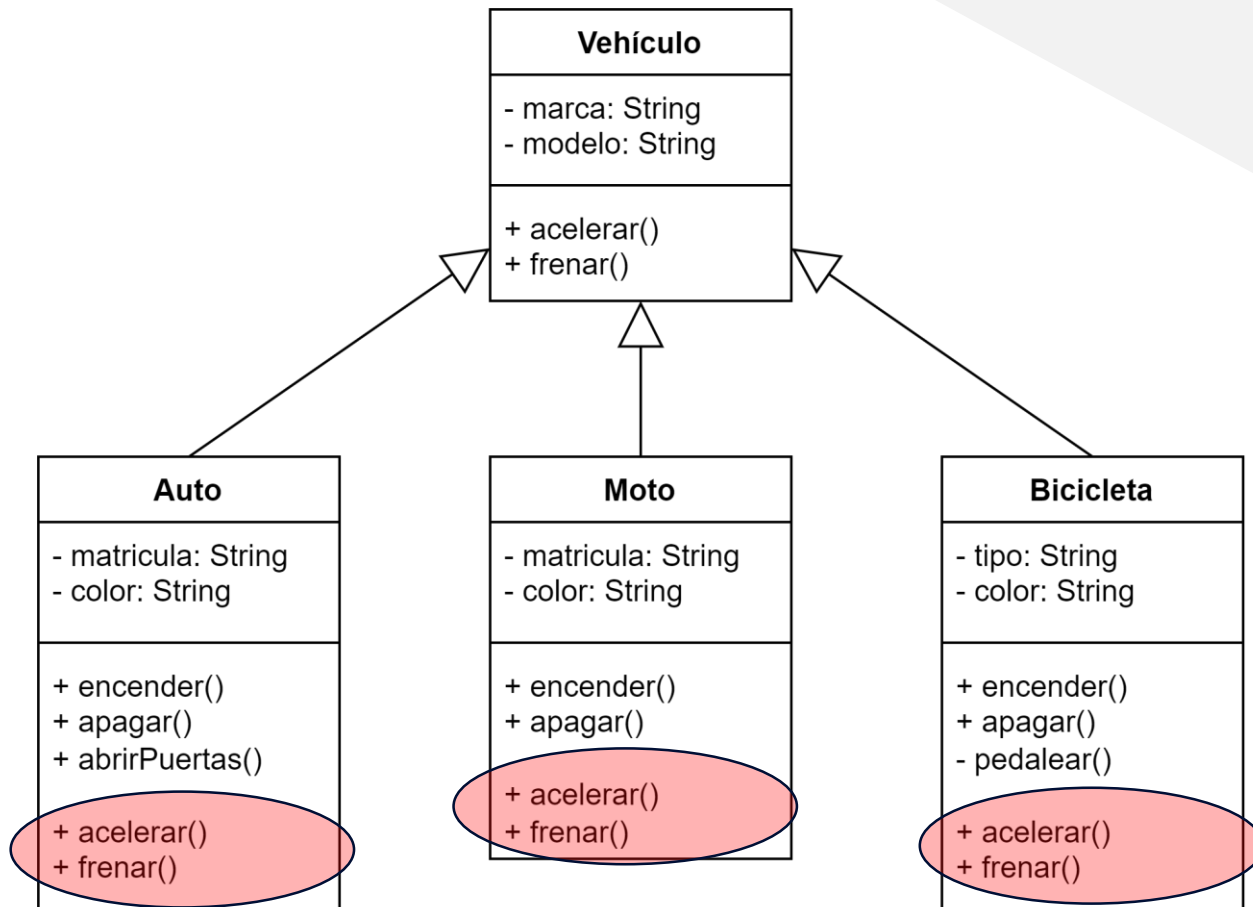 Vehículo
- marca: String
- modelo: String
+ acelerar()
+ frenar()
Auto
- matricula: String
- color: String
+ encender()
+ apagar()
+ abrirPuertas()
+ acelerar()
+ frenar()
Moto
- matricula: String
- color: String
+ encender()
+ apagar()
+ acelerar()
+ frenar()
Bicicleta
- tipo: String
- color: String
+ encender()
+ apagar()
- pedalear()
+ acelerar()
+ frenar()